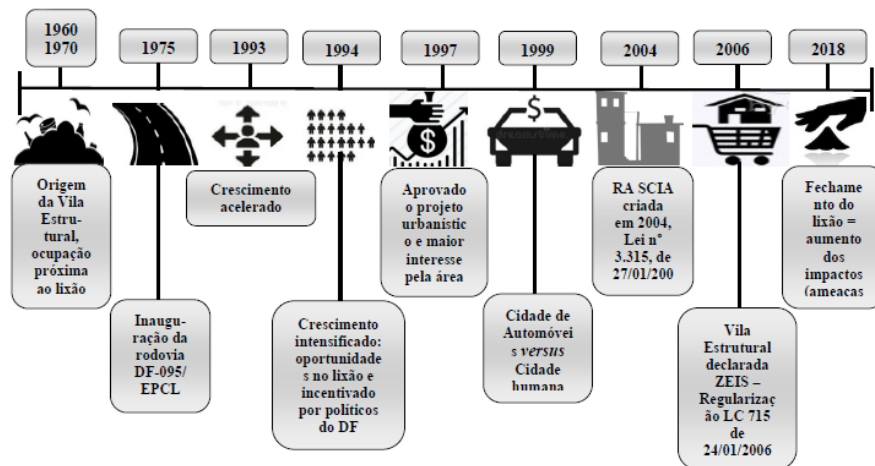 1960
1970
1975
1993
1994
1997
1999
2004
2006
2018
Origem
da Vila
Estru-
tural,
ocupação
próxima
ao lixão
Inaugu-
ração da
rodovia
DF-095/
EPCL
Crescimento
acelerado
Crescimento
intensificado:
oportunidade
s no lixão e
incentivado
por políticos
do DF
Aprovado
o projeto
urbanístic
o e maior
interesse
pela área
Cidade de
Automóvei
s versus
Cidade
humana
RA SCIA
criada
em 2004,
Lei nº
3.315, de
27/01/200
Vila
Estrutural
declarada
ZEIS –
Regularizaç
ão LC 715
de
24/01/2006
Fechame
nto do
lixão =
aumento
dos
impactos
(ameaças